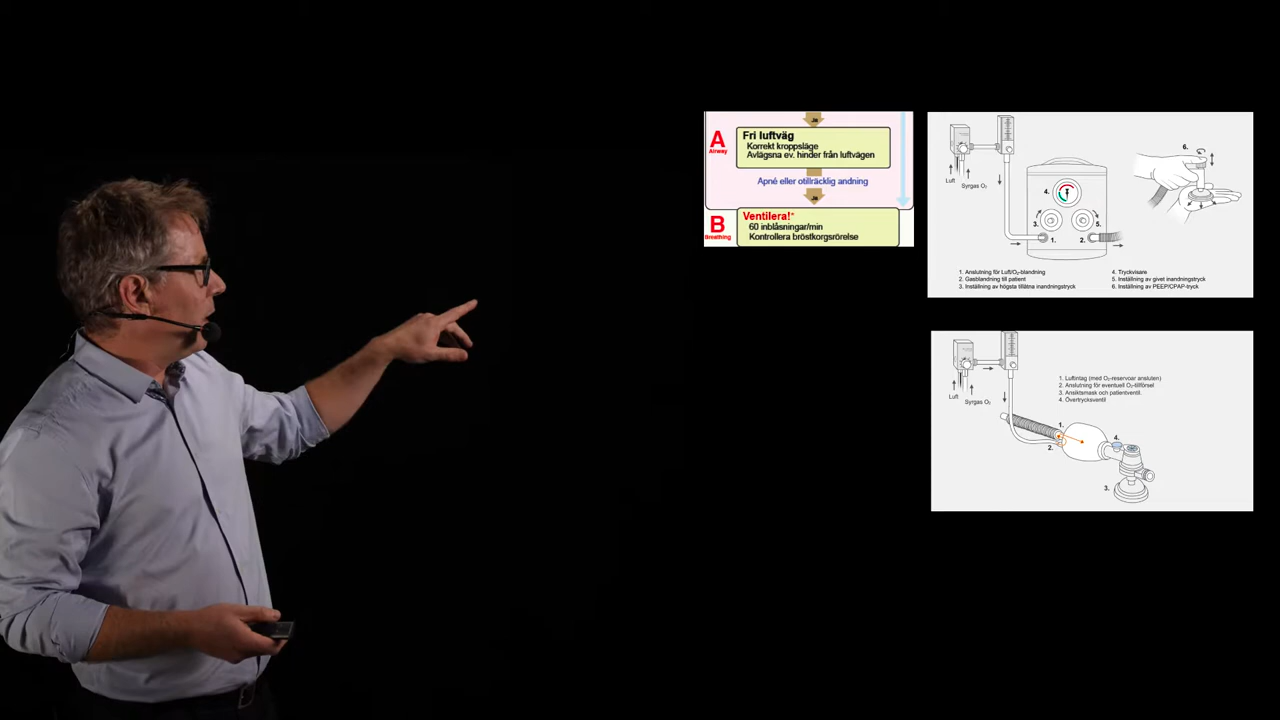 Ja
A
Airway
Fri luftväg
Korrekt kroppsläge
Avlägsna ev. hinder från luftvägen
Apné eller otillräcklig andning
Ja
B
Breathing
Ventilera!*
60 inblåsningar/min
Kontrollera bröstkorgsrörelse
Luft
Syrgas O₂
4.
3.
5.
1.
2.
6.
1. Anslutning för Luft/O₂-blandning
2. Gasblandning till patient
3. Inställning av högsta tillåtna inandningstryck
4. Tryckvisare
5. Inställning av givet inandningstryck
6. Inställning av PEEP/CPAP-tryck
Luft
Syrgas O₂
1. Luftintag (med O₂-reservoar ansluten)
2. Anslutning för eventuell O₂-tillförsel
3. Ansiktsmask och patientventil.
4. Övertrycksventil
1.
2.
4.
3.